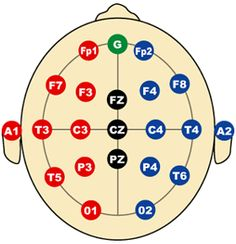 Fp1 G Fp2
F7 F3 FZ F4 F8
A1 T3 C3 CZ C4 T4 A2
T5 P3 PZ P4 T6
01 02